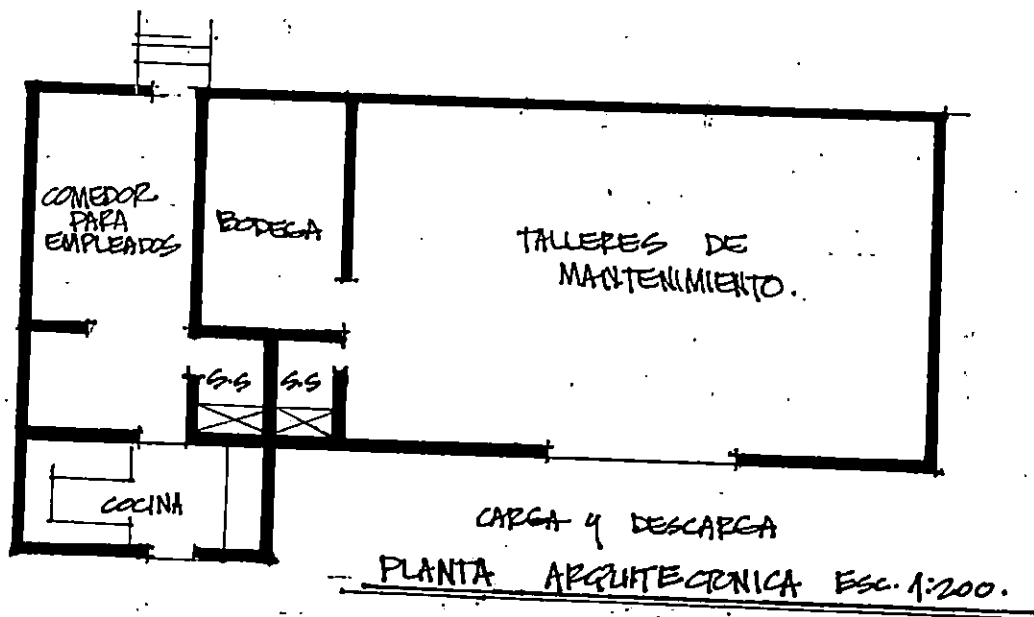 COMEDOR
PARA
EMPLEADOS
BODEGA
TALLERES DE
MANTENIMIENTO.
S.S
S.S
COCINA
CARGA y DESCARGA
PLANTA ARQUITECTONICA ESC. 1:200.